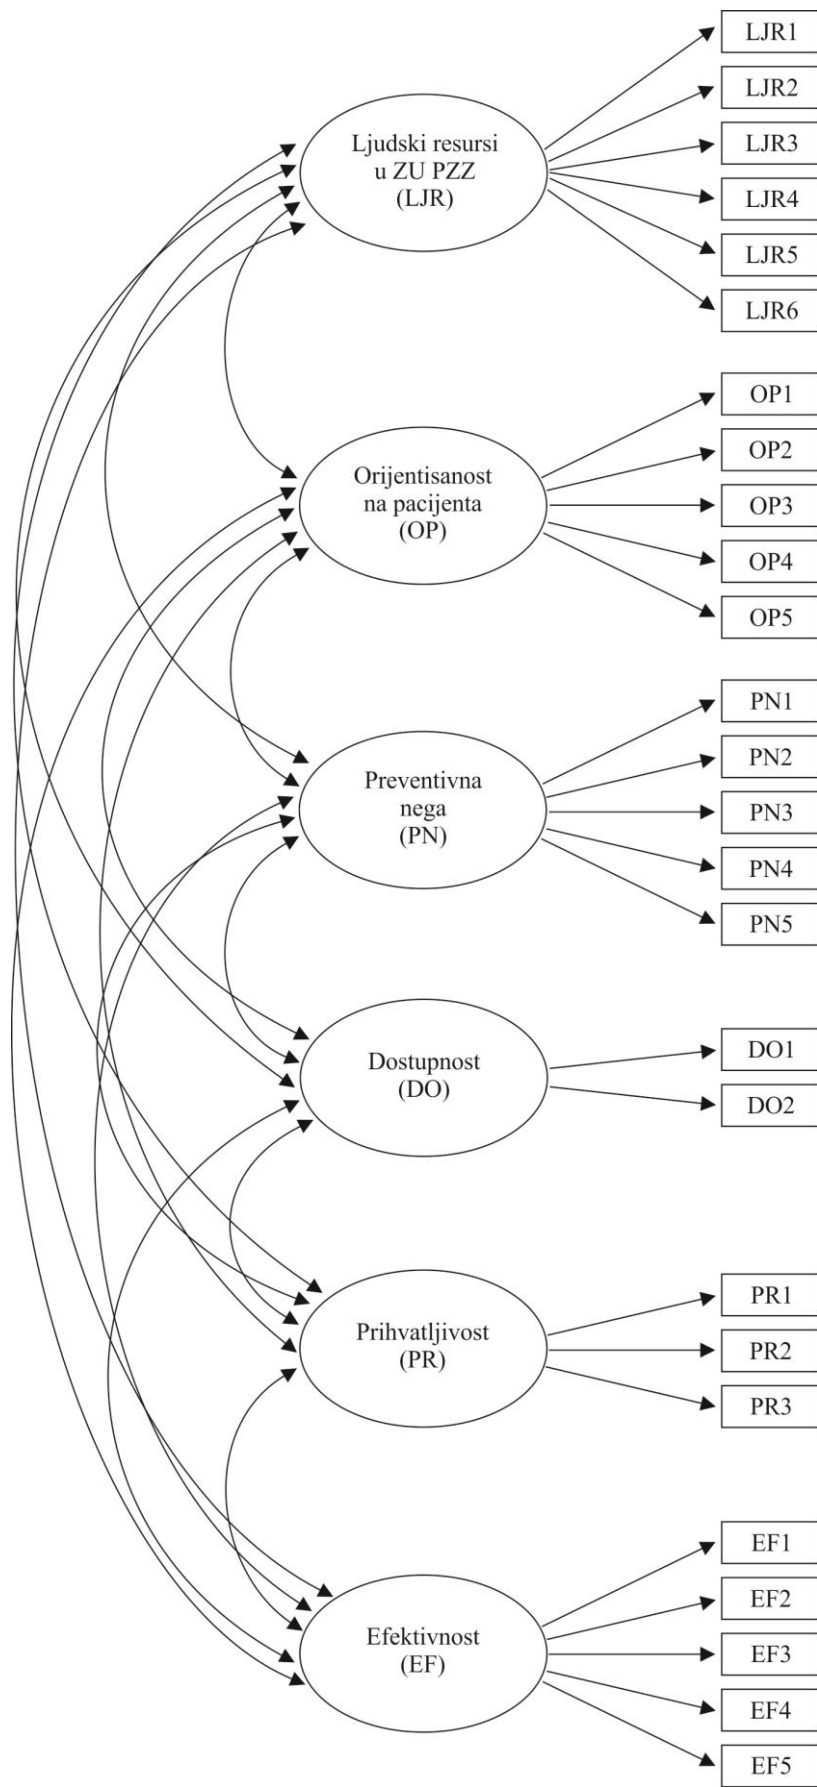 LJR1
LJR2
Ljudski resursi
u ZU PZZ
(LJR)
LJR3
LJR4
LJR5
LJR6
OP1
OP2
Orijentisanost
na pacijenta
(OP)
OP3
OP4
OP5
PN1
PN2
Preventivna
nega
(PN)
PN3
PN4
PN5
Dostupnost
(DO)
DO1
DO2
PR1
Prihvatljivost
(PR)
PR2
PR3
EF1
EF2
Efektivnost
(EF)
EF3
EF4
EF5